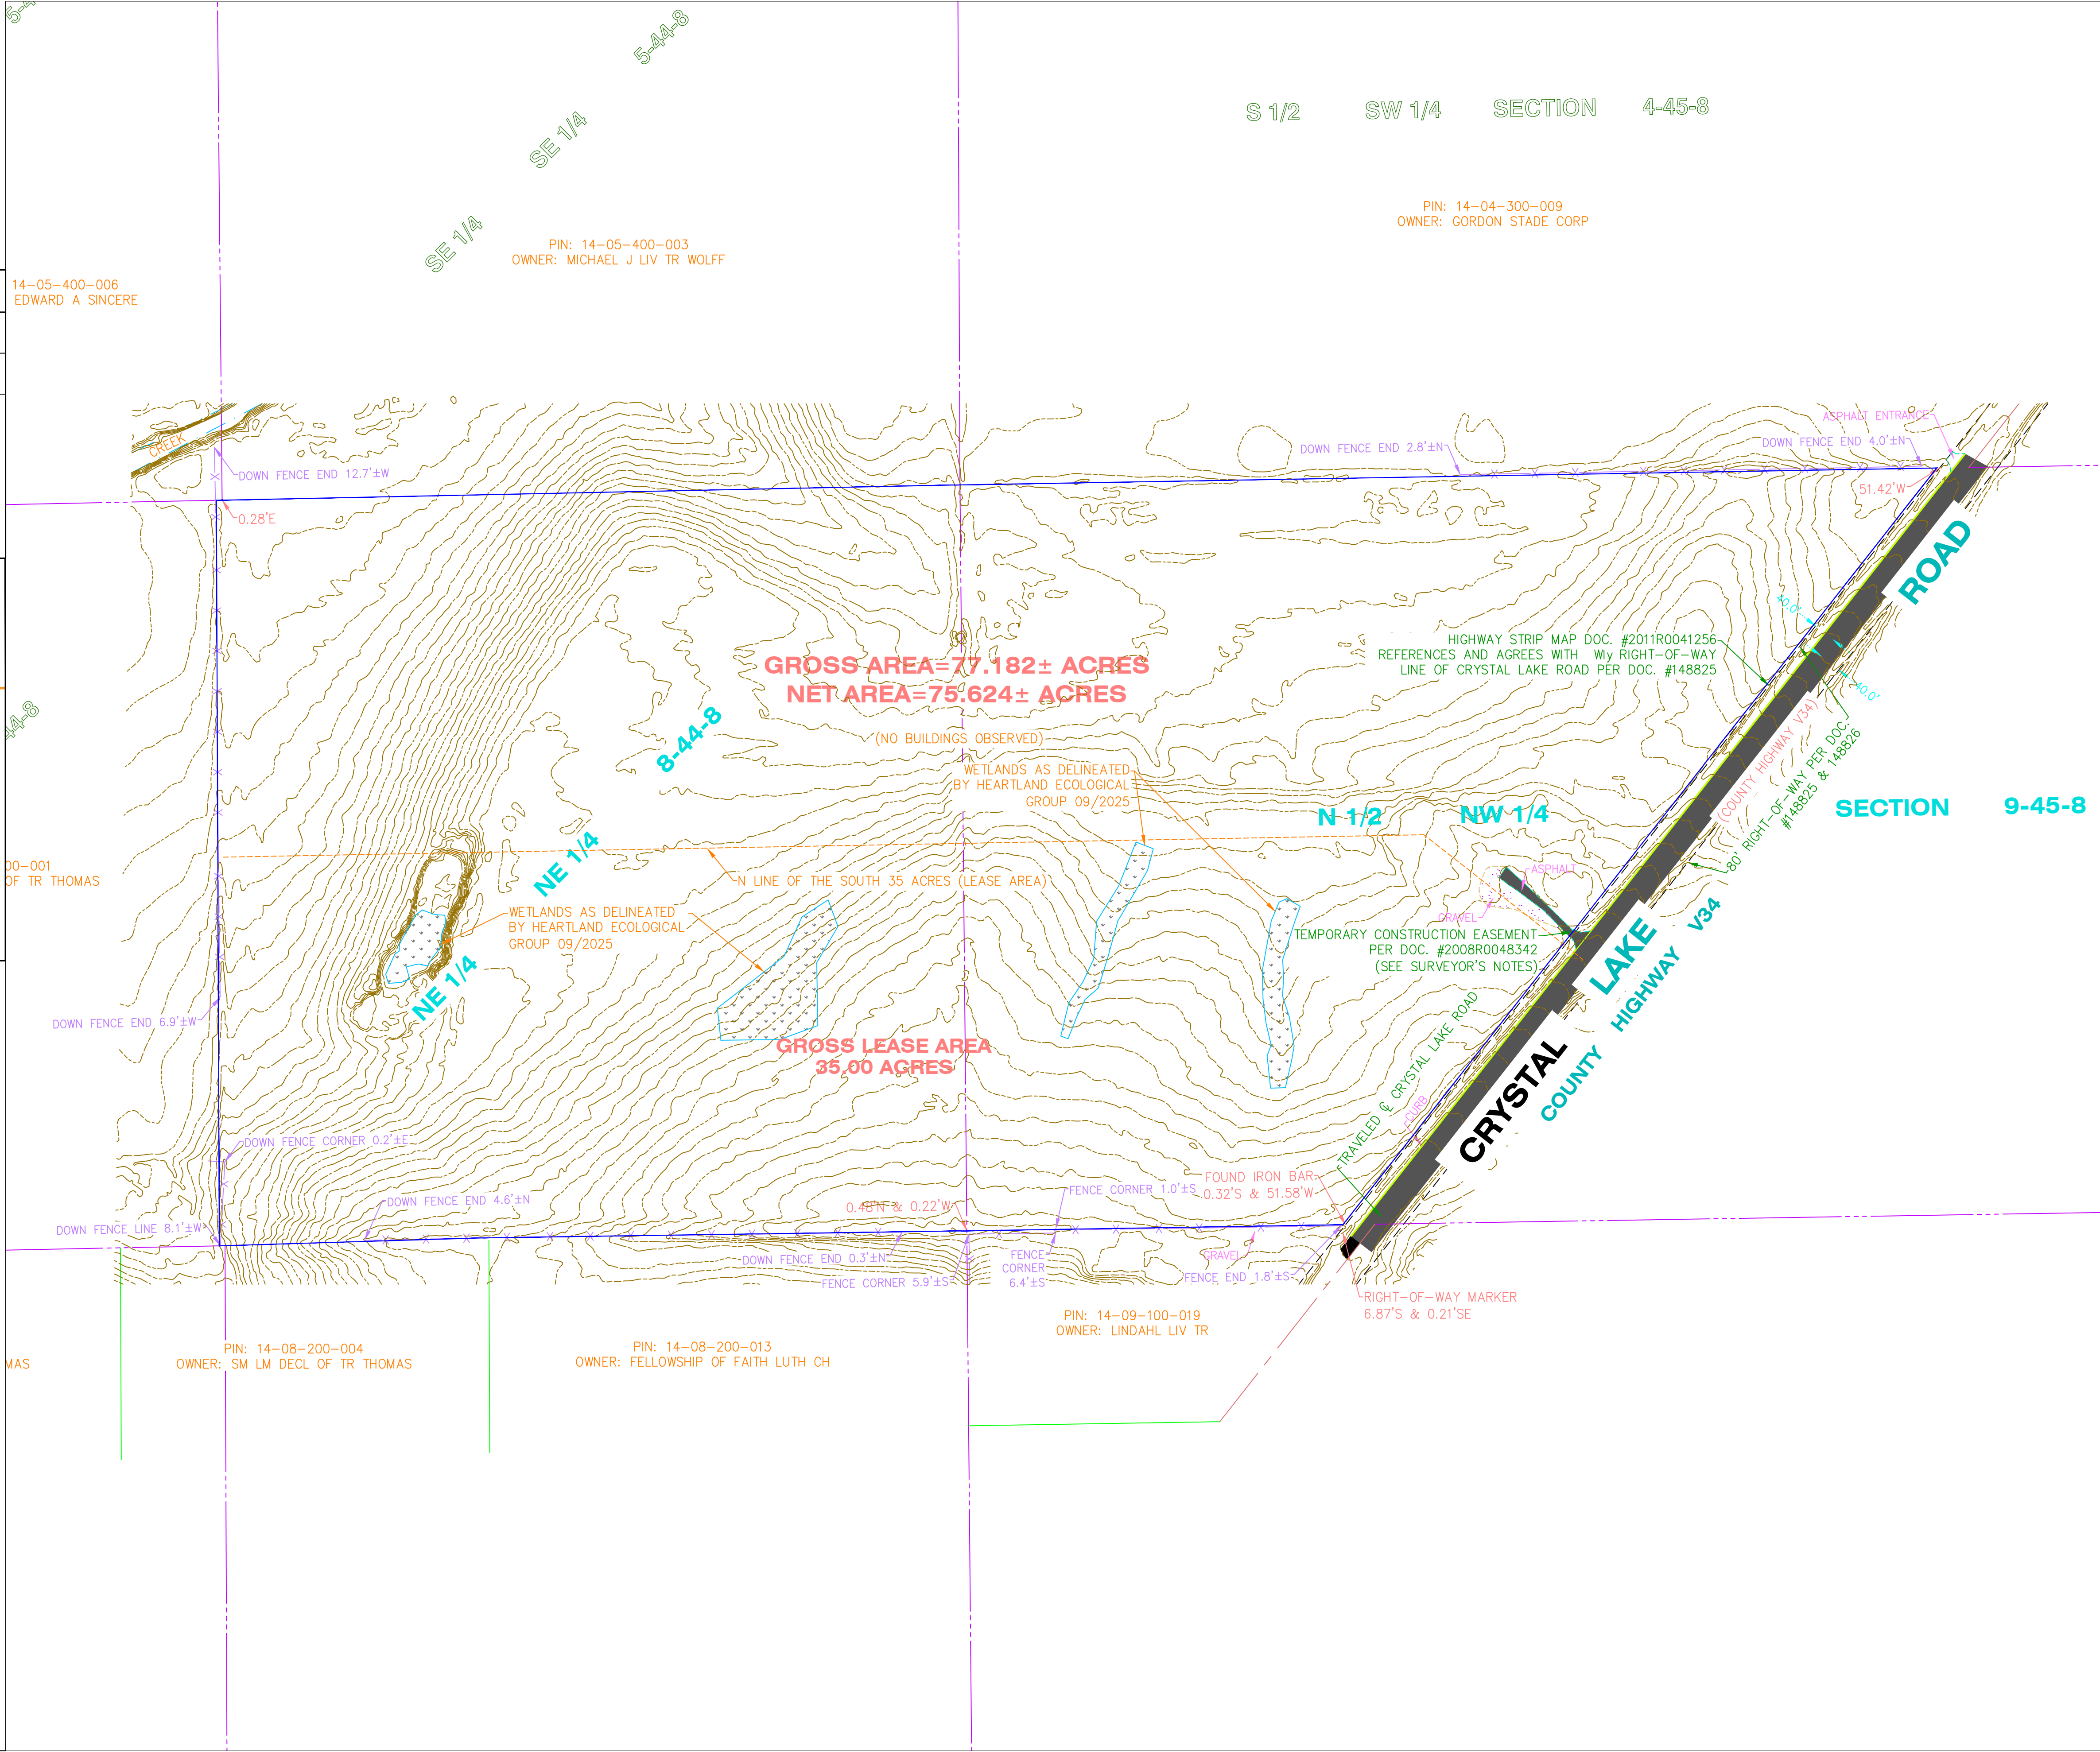 5-44-8
SE 1/4
SE 1/4
S 1/2 SW 1/4 SECTION 4-45-8
PIN: 14-04-300-009
OWNER: GORDON STADE CORP
PIN: 14-05-400-003
OWNER: MICHAEL J LIV TR WOLFF
14-05-400-006
EDWARD A SINCERE
CREEK
DOWN FENCE END 12.7'±W
0.28'E
DOWN FENCE END 2.8'±N
ASPHALT ENTRANCE
DOWN FENCE END 4.0'±N
51.42'W
ROAD
40.0'
40.0'
HIGHWAY STRIP MAP DOC. #2011R0041256
REFERENCES AND AGREES WITH Wly RIGHT-OF-WAY
LINE OF CRYSTAL LAKE ROAD PER DOC. #148825
GROSS AREA=77.182± ACRES
NET AREA=75.624± ACRES
(NO BUILDINGS OBSERVED)
44-8
8-44-8
(COUNTY HIGHWAY V34)
80' RIGHT-OF-WAY PER DOC.
#148825 & 148826
WETLANDS AS DELINEATED
BY HEARTLAND ECOLOGICAL
GROUP 09/2025
N 1/2 NW 1/4 SECTION 9-45-8
NE 1/4
00-001
OF TR THOMAS
N LINE OF THE SOUTH 35 ACRES (LEASE AREA)
ASPHALT
GRAVEL
WETLANDS AS DELINEATED
BY HEARTLAND ECOLOGICAL
GROUP 09/2025
TEMPORARY CONSTRUCTION EASEMENT
PER DOC. #2008R0048342
(SEE SURVEYOR'S NOTES)
NE 1/4
LAKE
COUNTY HIGHWAY V34
DOWN FENCE END 6.9'±W
GROSS LEASE AREA
35.00 ACRES
TRAVELED ℄ CRYSTAL LAKE ROAD
CURB
CRYSTAL
DOWN FENCE CORNER 0.2'±E
DOWN FENCE END 4.6'±N
FOUND IRON BAR
0.32'S & 51.58'W
FENCE CORNER 1.0'±S
0.48'N & 0.22'W
DOWN FENCE LINE 8.1'±W
DOWN FENCE END 0.3'±N
FENCE CORNER 5.9'±S
FENCE
CORNER
6.4'±S
GRAVEL
FENCE END 1.8'±S
RIGHT-OF-WAY MARKER
6.87'S & 0.21'SE
PIN: 14-09-100-019
OWNER: LINDAHL LIV TR
PIN: 14-08-200-004
OWNER: SM LM DECL OF TR THOMAS
PIN: 14-08-200-013
OWNER: FELLOWSHIP OF FAITH LUTH CH
MAS